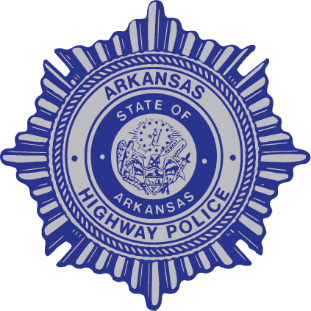 ARKANSAS
STATE OF
ARKANSAS
HIGHWAY POLICE